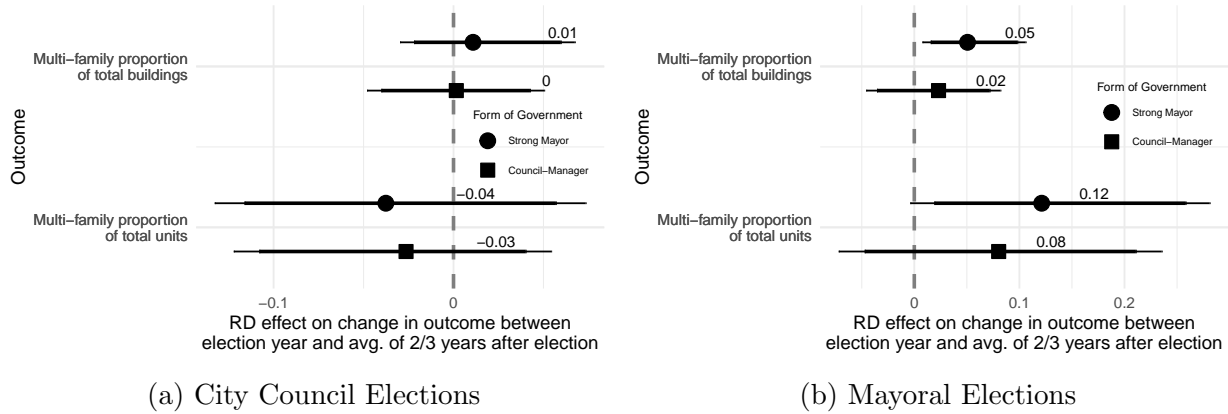 Outcome
Multi−family proportion
of total buildings
Multi−family proportion
of total units
0.01
0
−0.04
−0.03
Form of Government
Strong Mayor
Council−Manager
−0.1
0
RD effect on change in outcome between
election year and avg. of 2/3 years after election
(a) City Council Elections
Outcome
Multi−family proportion
of total buildings
Multi−family proportion
of total units
0.05
0.02
0.12
0.08
Form of Government
Strong Mayor
Council−Manager
0
0.1
0.2
RD effect on change in outcome between
election year and avg. of 2/3 years after election
(b) Mayoral Elections